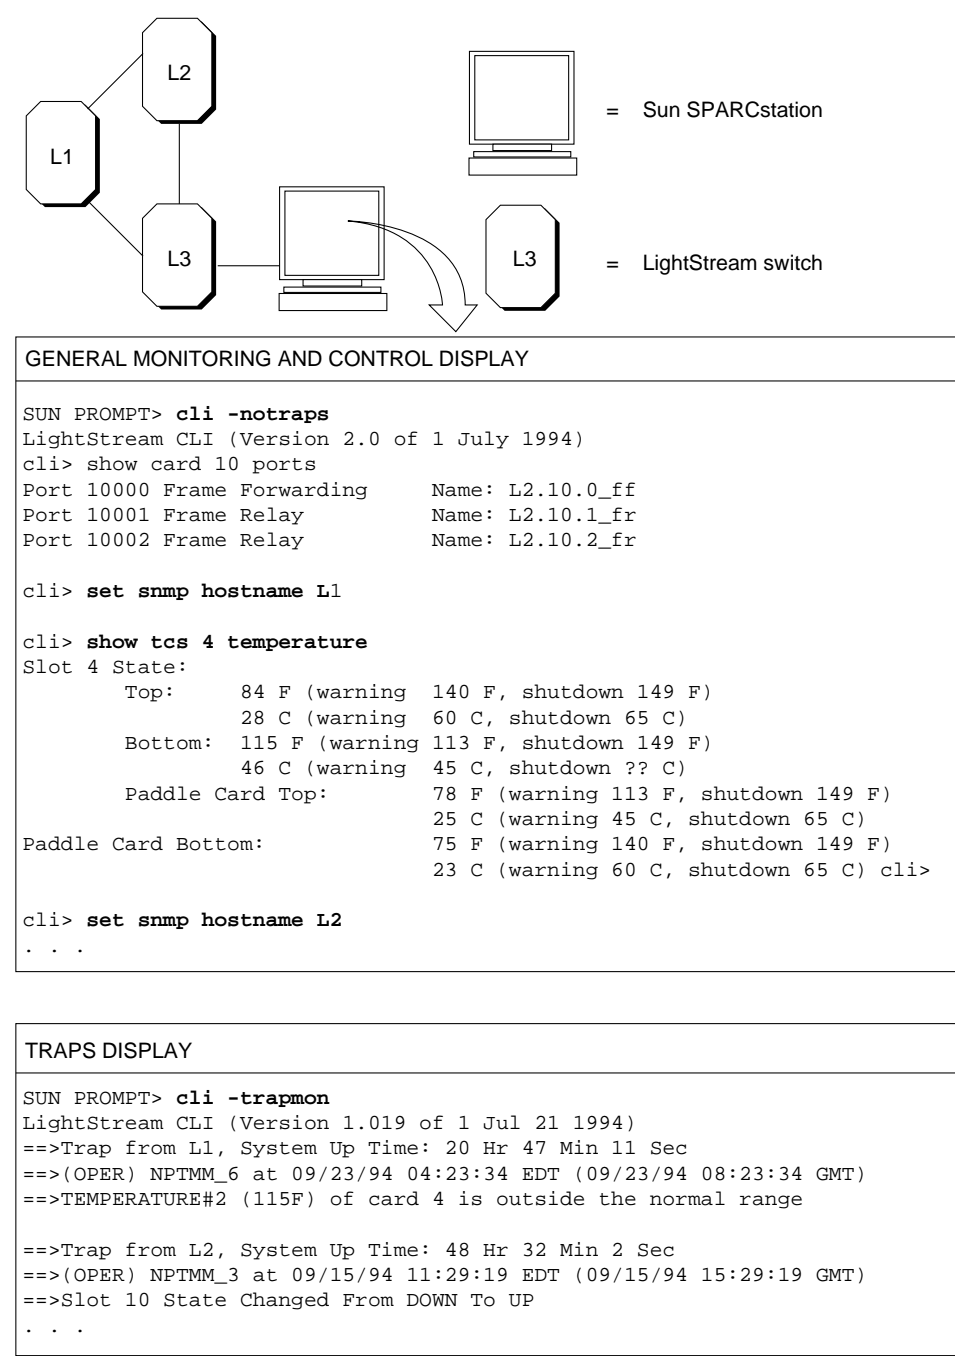 L2
L1
L3
= Sun SPARCstation
L3
= LightStream switch
GENERAL MONITORING AND CONTROL DISPLAY
SUN PROMPT> cli -notraps
LightStream CLI (Version 2.0 of 1 July 1994)
cli> show card 10 ports
Port 10000 Frame Forwarding Name: L2.10.0_ff
Port 10001 Frame Relay Name: L2.10.1_fr
Port 10002 Frame Relay Name: L2.10.2_fr
cli> set snmp hostname L1
cli> show tcs 4 temperature
Slot 4 State:
Top: 84 F (warning 140 F, shutdown 149 F)
28 C (warning 60 C, shutdown 65 C)
Bottom: 115 F (warning 113 F, shutdown 149 F)
46 C (warning 45 C, shutdown ?? C)
Paddle Card Top: 78 F (warning 113 F, shutdown 149 F)
25 C (warning 45 C, shutdown 65 C)
Paddle Card Bottom: 75 F (warning 140 F, shutdown 149 F)
23 C (warning 60 C, shutdown 65 C) cli>
cli> set snmp hostname L2
. . .
TRAPS DISPLAY
SUN PROMPT> cli -trapmon
LightStream CLI (Version 1.019 of 1 Jul 21 1994)
==>Trap from L1, System Up Time: 20 Hr 47 Min 11 Sec
==>(OPER) NPTMM_6 at 09/23/94 04:23:34 EDT (09/23/94 08:23:34 GMT)
==>TEMPERATURE#2 (115F) of card 4 is outside the normal range
==>Trap from L2, System Up Time: 48 Hr 32 Min 2 Sec
==>(OPER) NPTMM_3 at 09/15/94 11:29:19 EDT (09/15/94 15:29:19 GMT)
==>Slot 10 State Changed From DOWN To UP
. . .